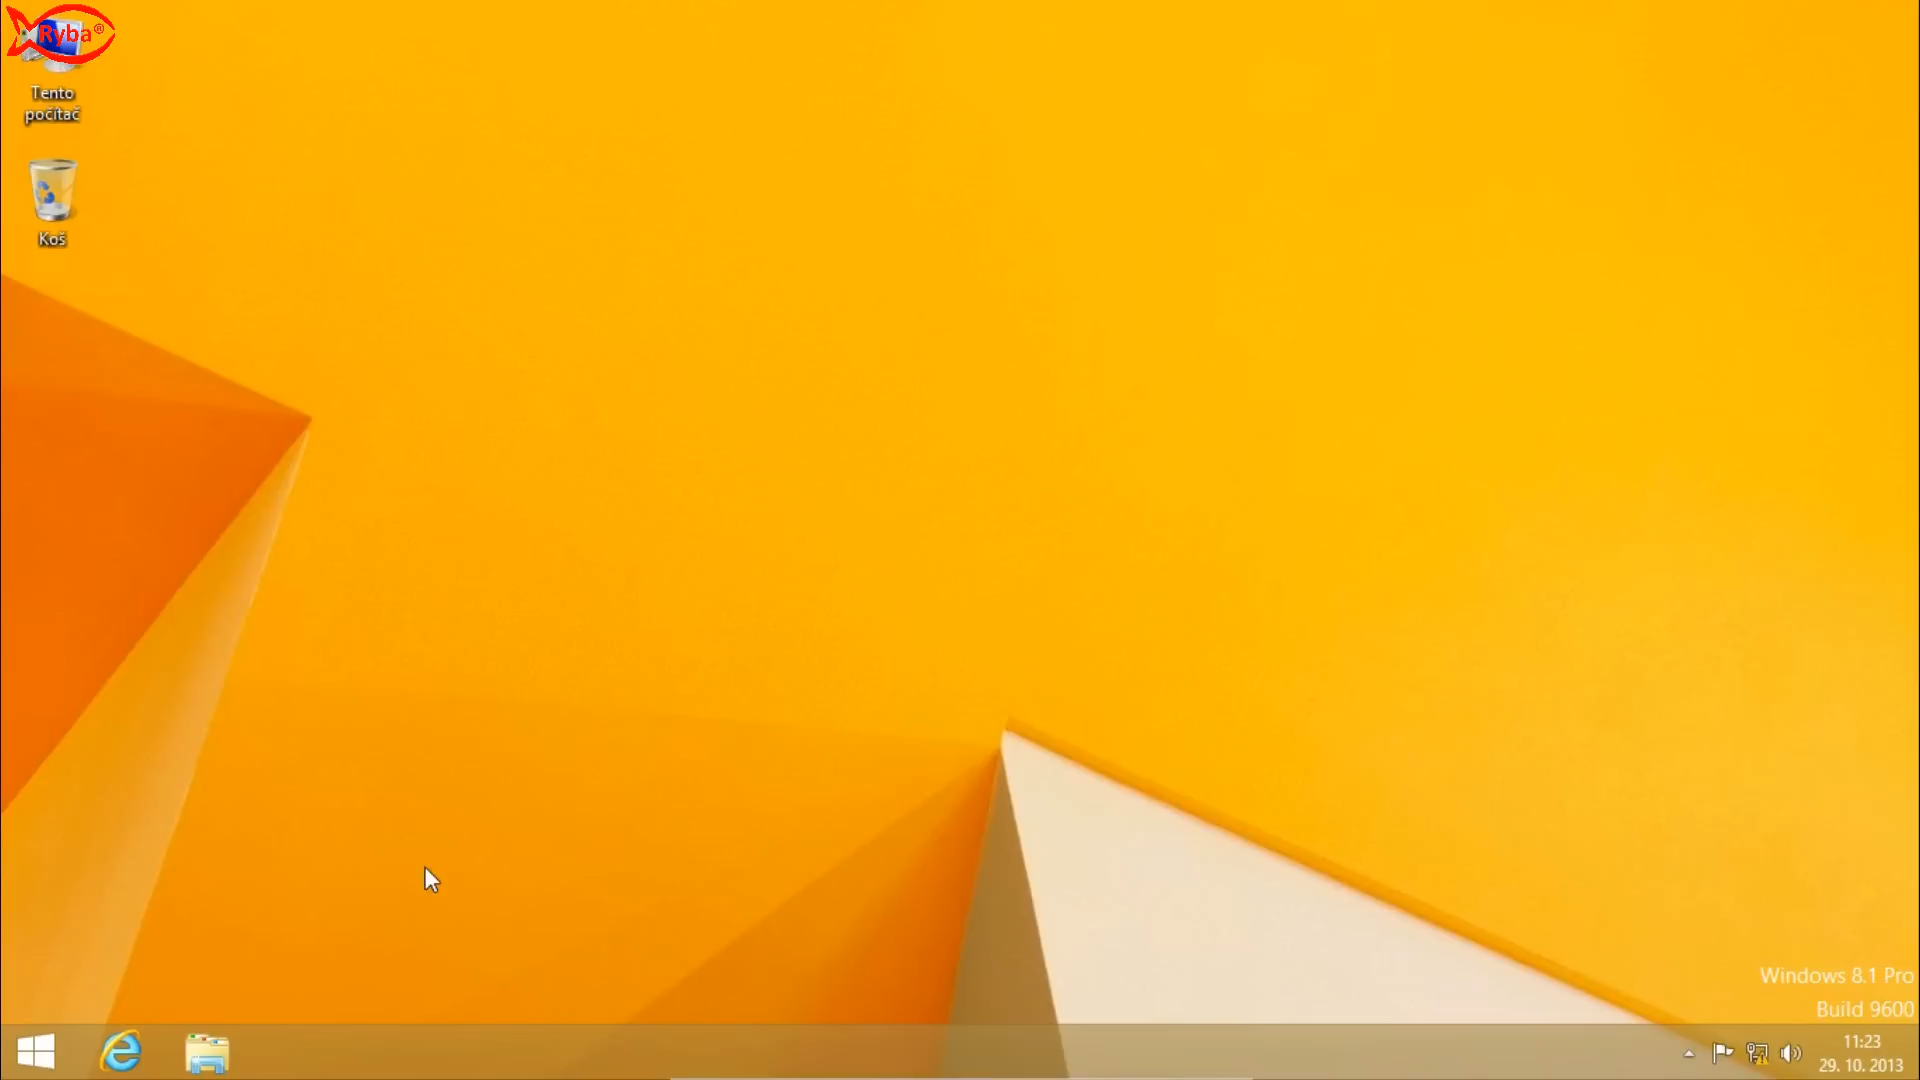 Ryba®
Tento
počítač
Koš
Windows 8.1 Pro
Build 9600
11:23
29. 10. 2013